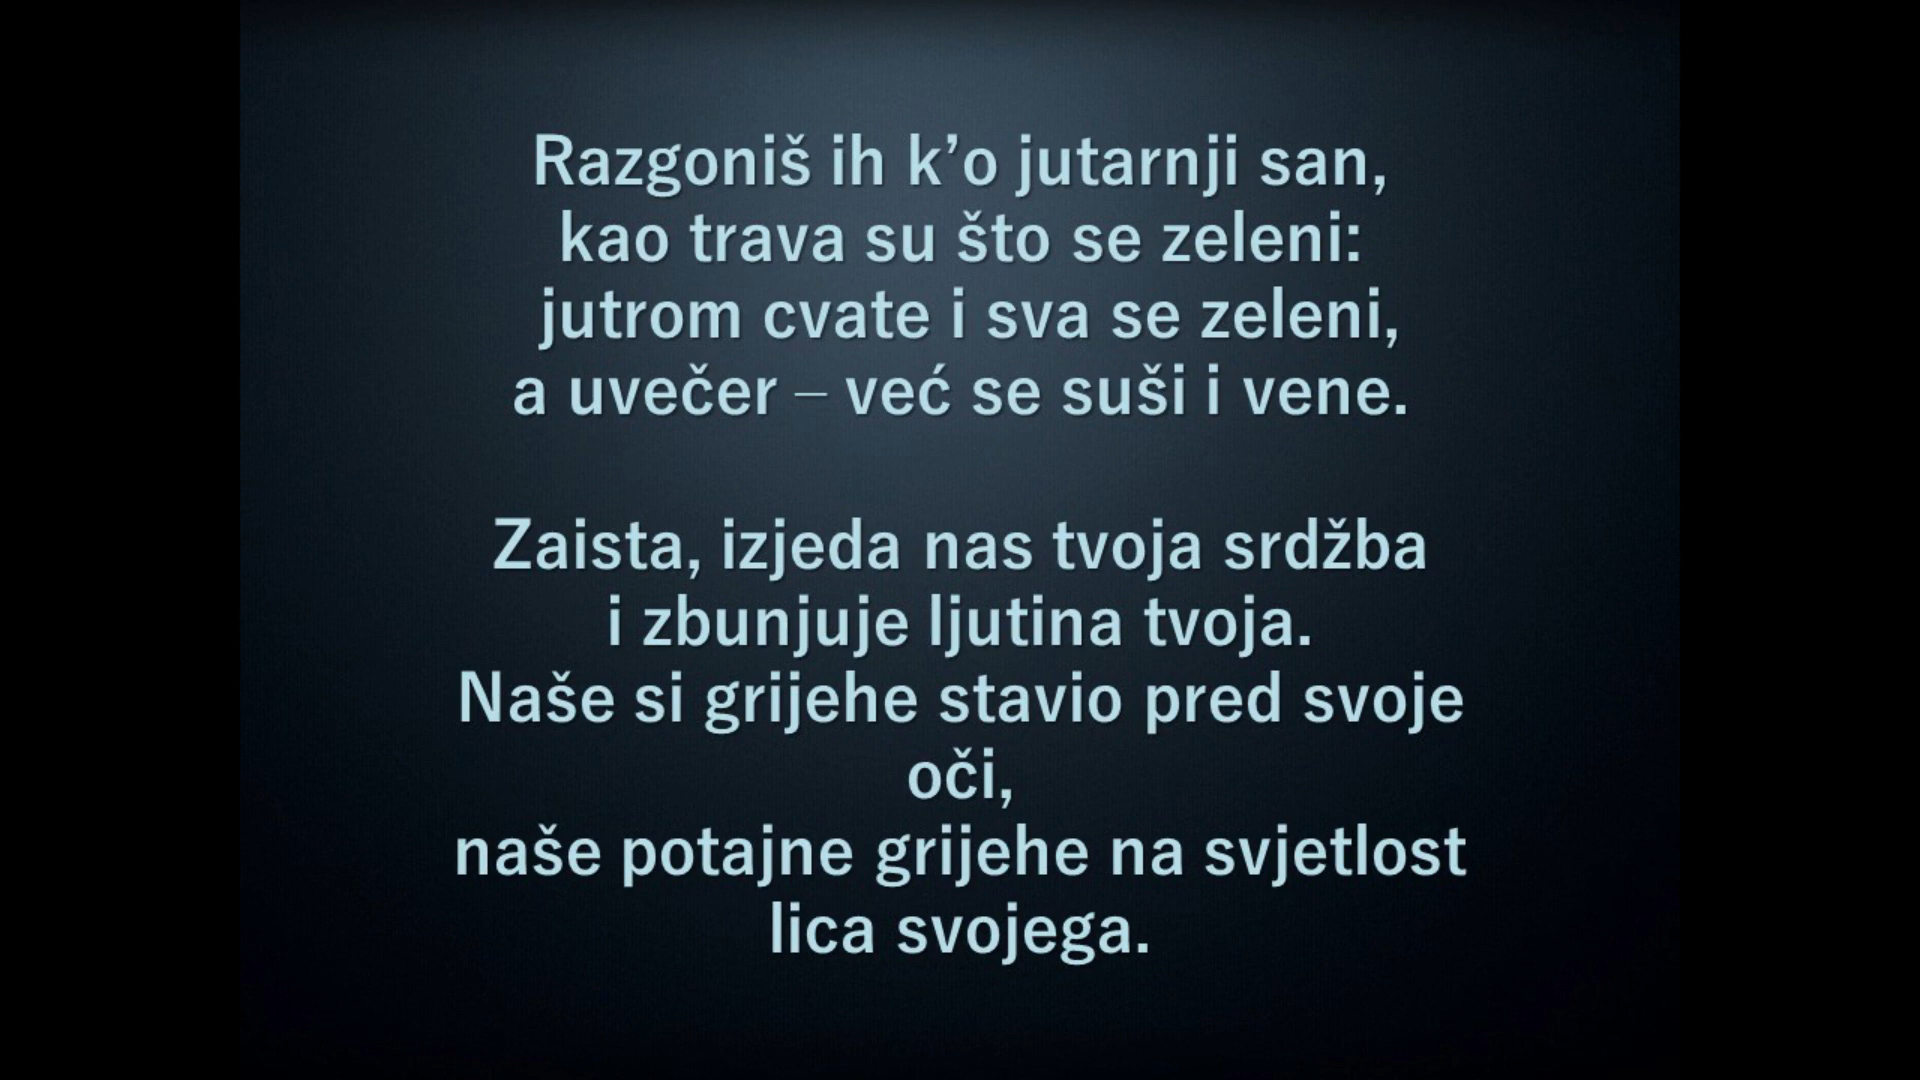 Razgoniš ih k’o jutarnji san,
kao trava su što se zeleni:
jutrom cvate i sva se zeleni,
a uvečer – već se suši i vene.
Zaista, izjeda nas tvoja srdžba
i zbunjuje ljutina tvoja.
Naše si grijehe stavio pred svoje
oči,
naše potajne grijehe na svjetlost
lica svojega.